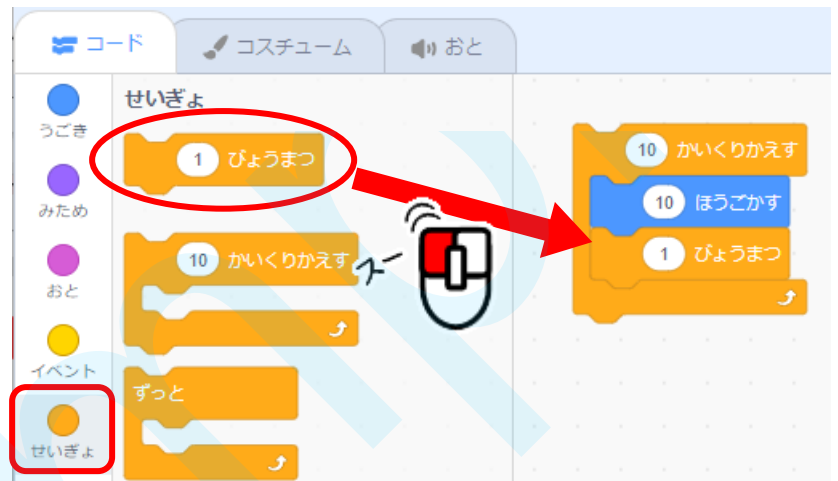 コード
コスチューム
おと
うごき
みため
おと
イベント
せいぎょ
せいぎょ
1 びょうまつ
10 かいくりかえす
ずっと
スー
10 かいくりかえす
10 ほうごかす
1 びょうまつ